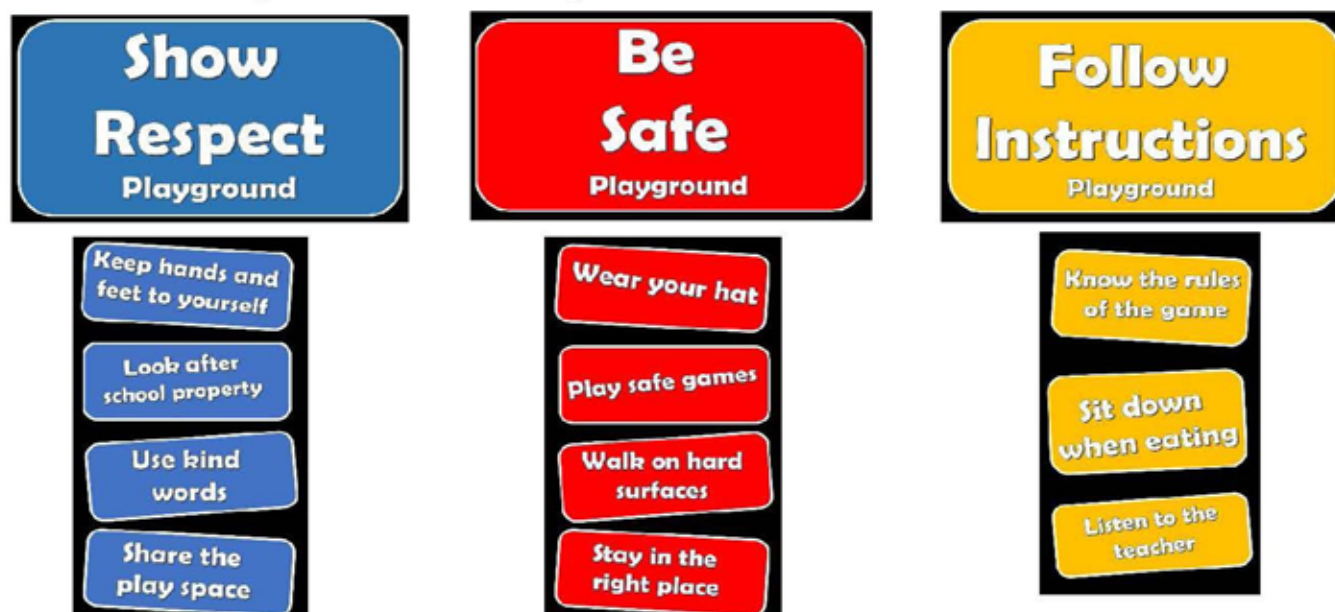 Show
Respect
Playground
Keep hands and
feet to yourself
Look after
school property
Use kind
words
Share the
play space
Be
Safe
Playground
Wear your hat
Play safe games
Walk on hard
surfaces
Stay in the
right place
Follow
Instructions
Playground
Know the rules
of the game
Sit down
when eating
Listen to the
teacher